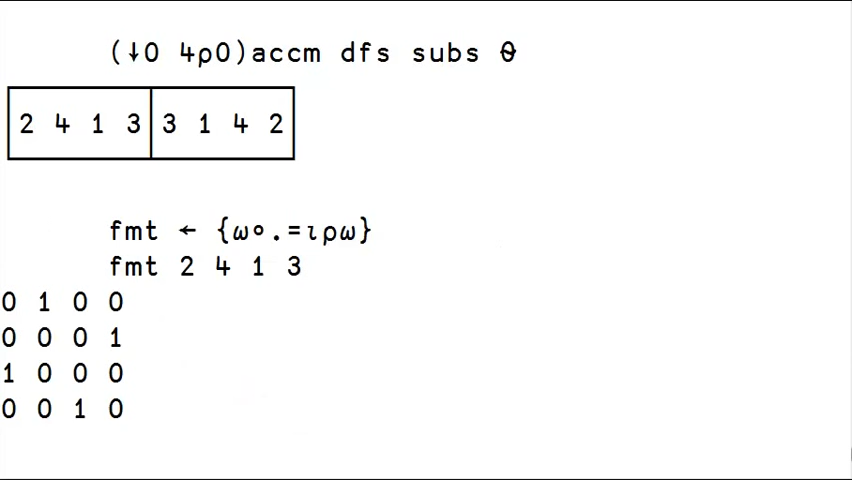 (↓0 4⍴0)accm dfs subs ⍬
2 4 1 3 3 1 4 2
fmt ← {⍵∘.=⍳⍴⍵}
fmt 2 4 1 3
0 1 0 0
0 0 0 1
1 0 0 0
0 0 1 0